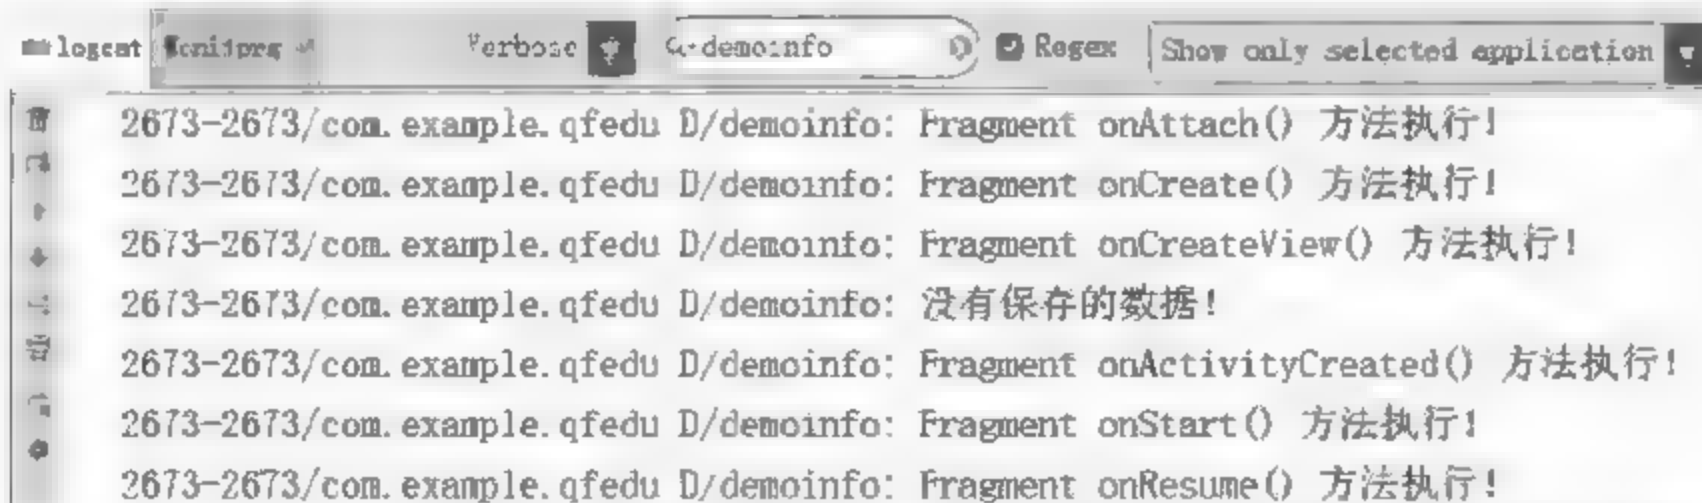 logcat Verbose demoinfo Regex Show only selected application
2673-2673/com.example.qfedu D/demoinfo: Fragment onAttach() 方法执行!
2673-2673/com.example.qfedu D/demoinfo: Fragment onCreate() 方法执行!
2673-2673/com.example.qfedu D/demoinfo: Fragment onCreateView() 方法执行!
2673-2673/com.example.qfedu D/demoinfo: 没有保存的数据!
2673-2673/com.example.qfedu D/demoinfo: Fragment onActivityCreated() 方法执行!
2673-2673/com.example.qfedu D/demoinfo: Fragment onStart() 方法执行!
2673-2673/com.example.qfedu D/demoinfo: Fragment onResume() 方法执行!